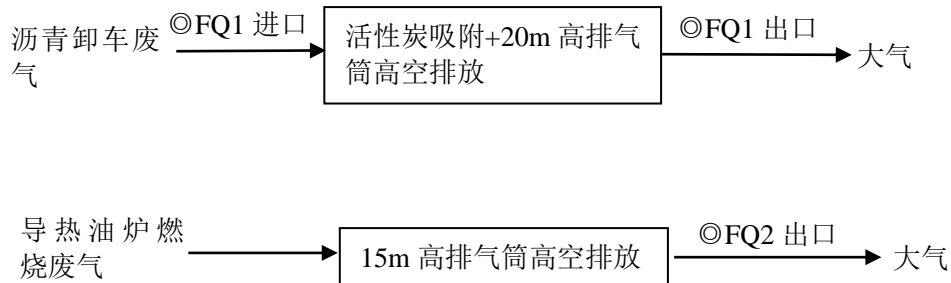 沥青卸车废
气
◎FQ1 进口
活性炭吸附+20m 高排气
筒高空排放
◎FQ1 出口
大气
导热油炉燃
烧废气
15m 高排气筒高空排放
◎FQ2 出口
大气